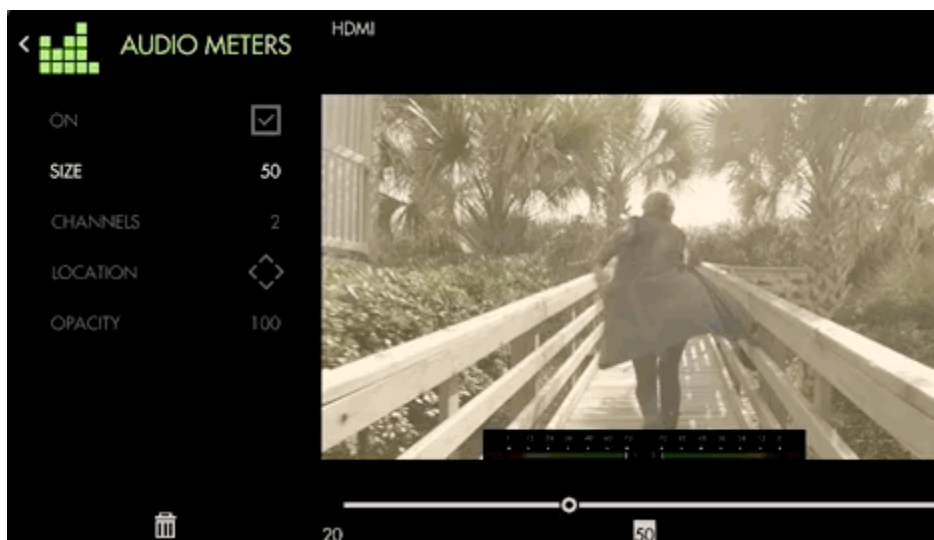 AUDIO METERS
HDMI
ON
SIZE 50
CHANNELS 2
LOCATION
OPACITY 100
20
50